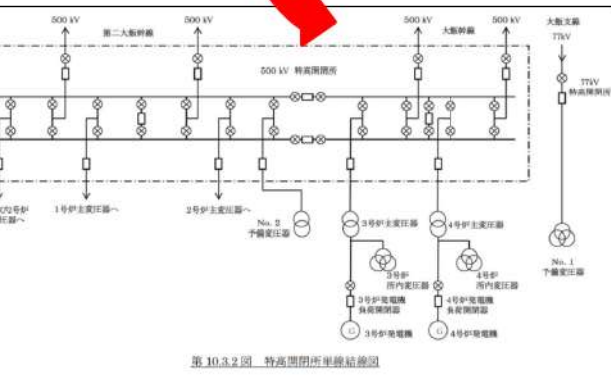 500 kV
500 kV
500 kV
500 kV
大飯支線
第二大飯幹線
大飯幹線
77kV
500 kV 特高開閉所
77kV
特高開閉所
1号炉主変圧器へ
2号炉主変圧器へ
No. 2
予備変圧器
3号炉主変圧器
4号炉主変圧器
3号炉
所内変圧器
4号炉
所内変圧器
No. 1
予備変圧器
3号炉発電機
負荷開閉器
4号炉発電機
負荷開閉器
G
3号炉発電機
G
4号炉発電機
第 10.3.2 図 特高開閉所単線結線図